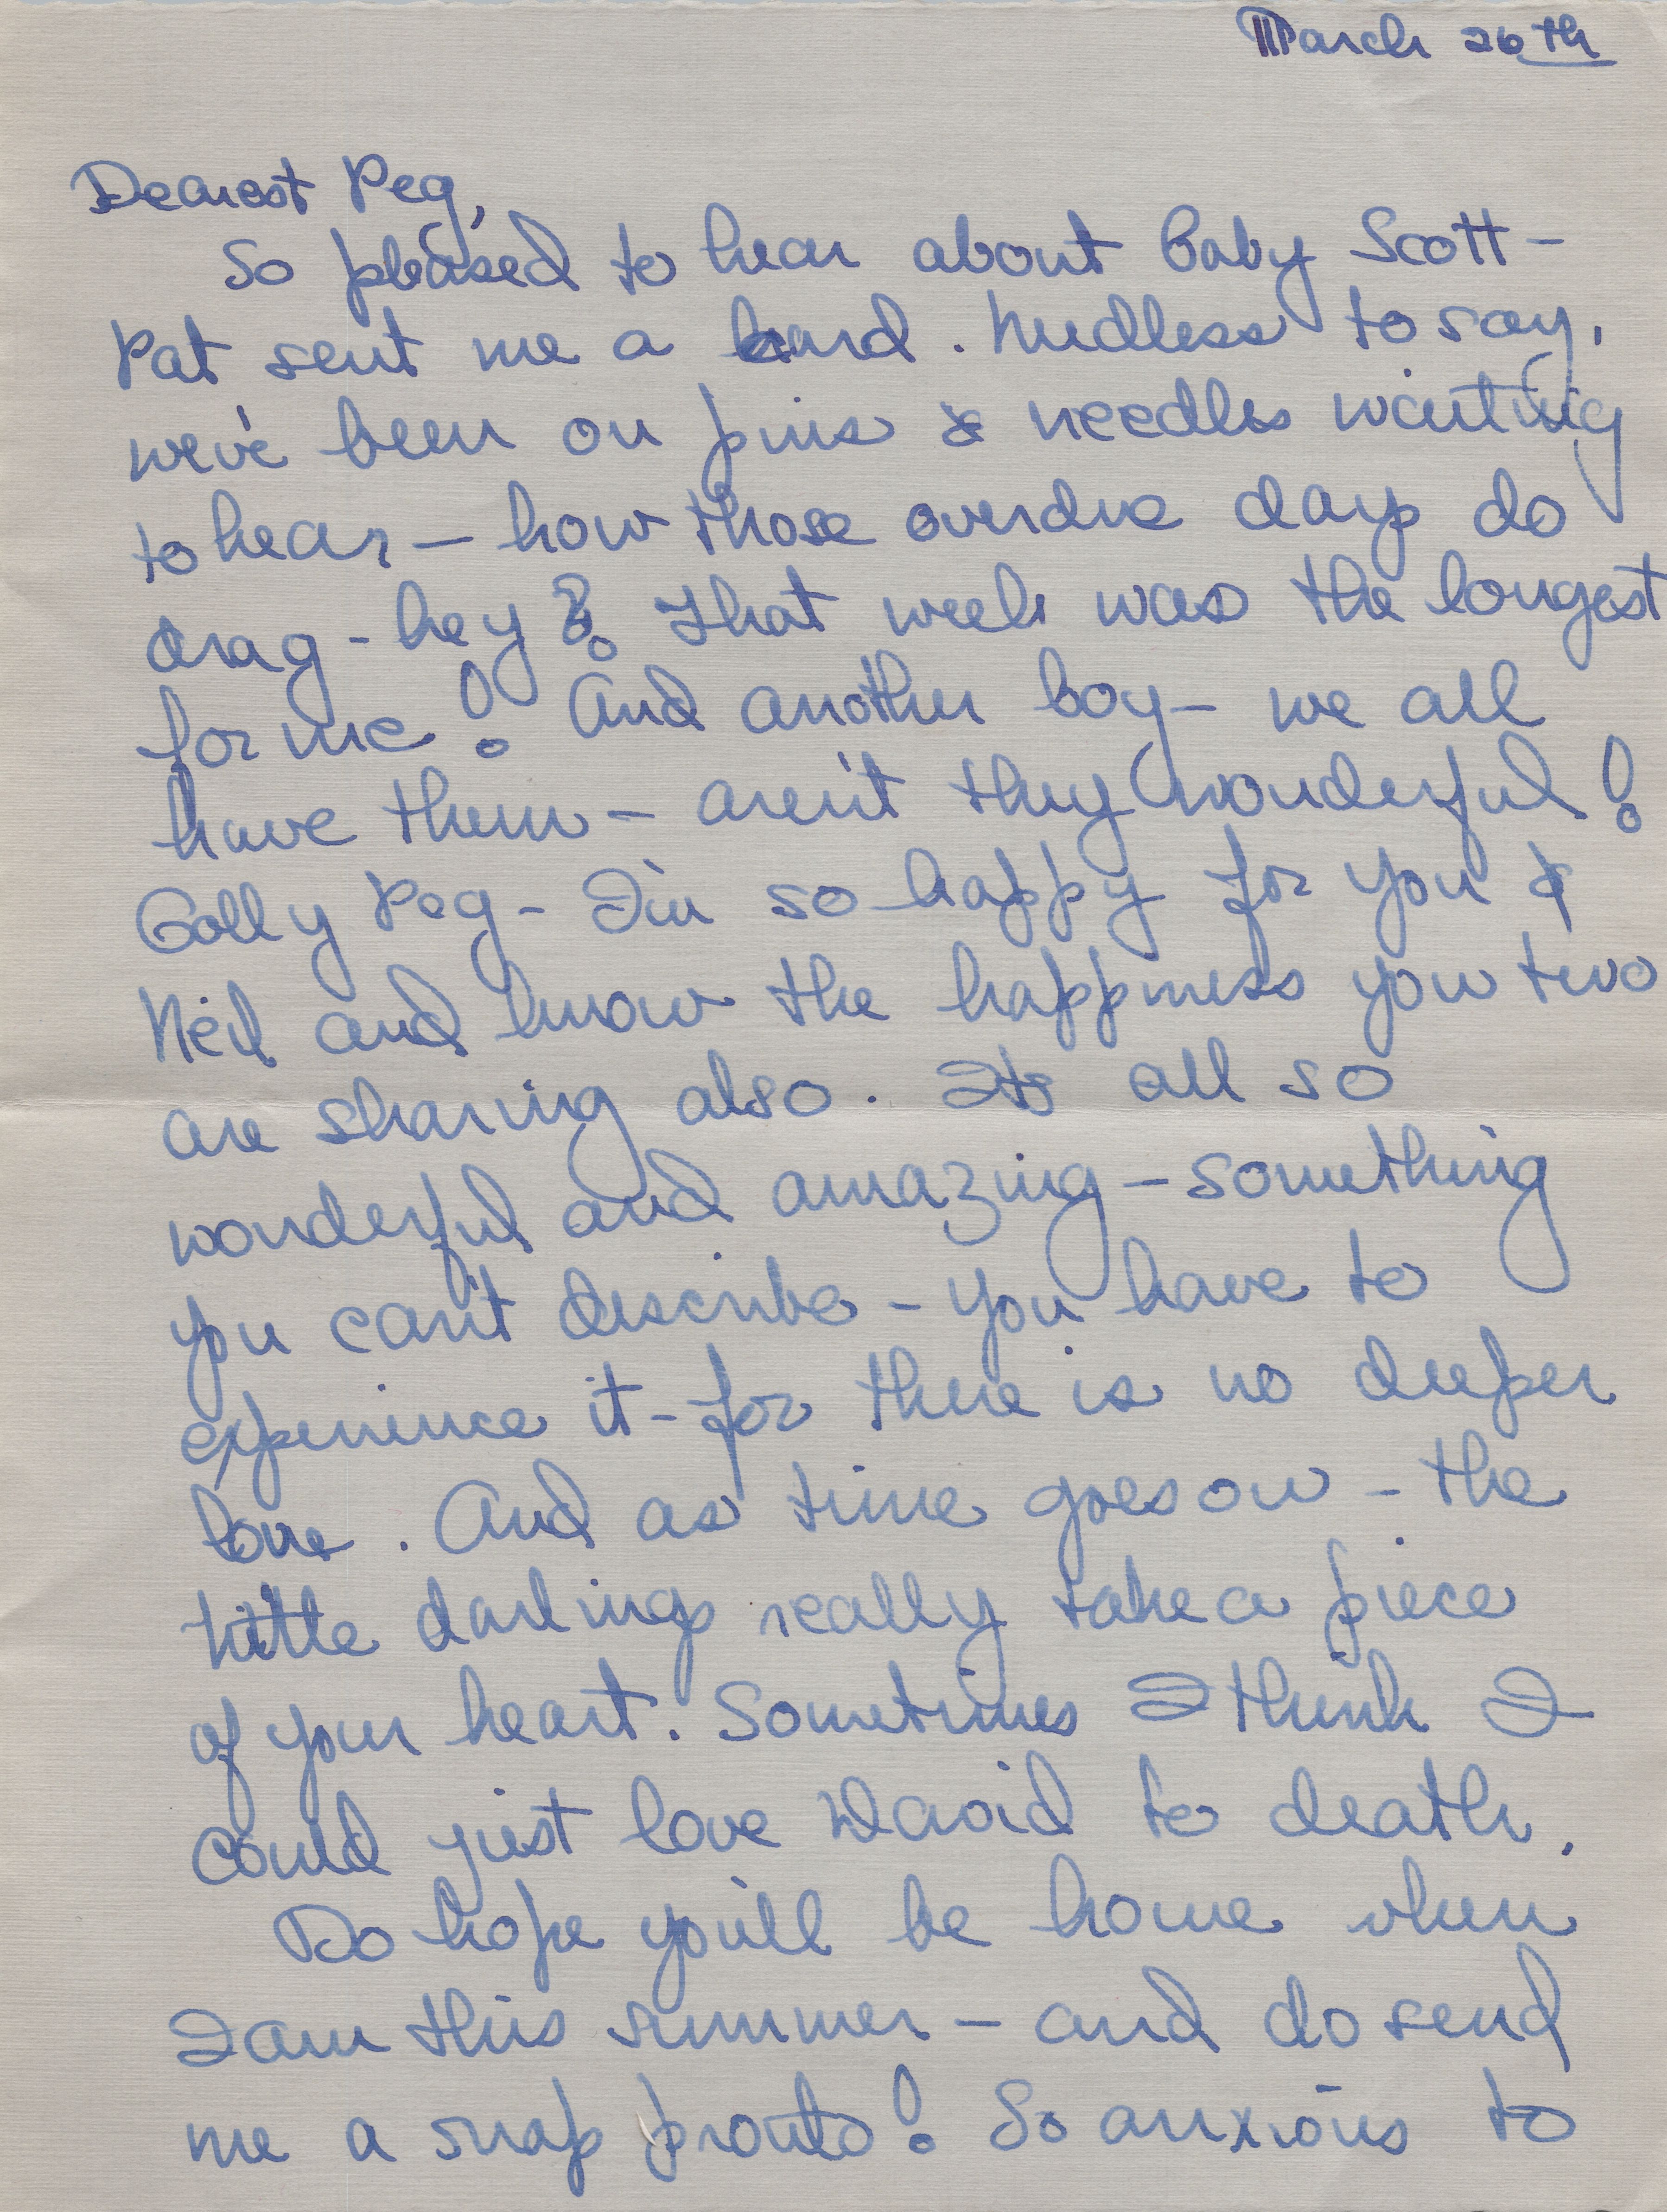 March 26th
Dearest Peg,
So pleased to hear about Baby Scott –
Pat sent me a card. Needless to say,
we've been on pins & needles waiting
to hear – how those overdue days do
drag – hey? That week was the longest
for me! And another boy – we all
have them – aren't they wonderful!
Golly Peg – I'm so happy for you &
Neil and know the happiness you two
are sharing also. Its all so
wonderful and amazing – something
you can't describe – you have to
experience it – for there is no deeper
love. And as time goes on – the
little darlings really take a piece
of your heart. Sometimes I think I
could just love David to death.
Do hope you'll be home when
I am this summer – and do send
me a snap pronto! So anxious to